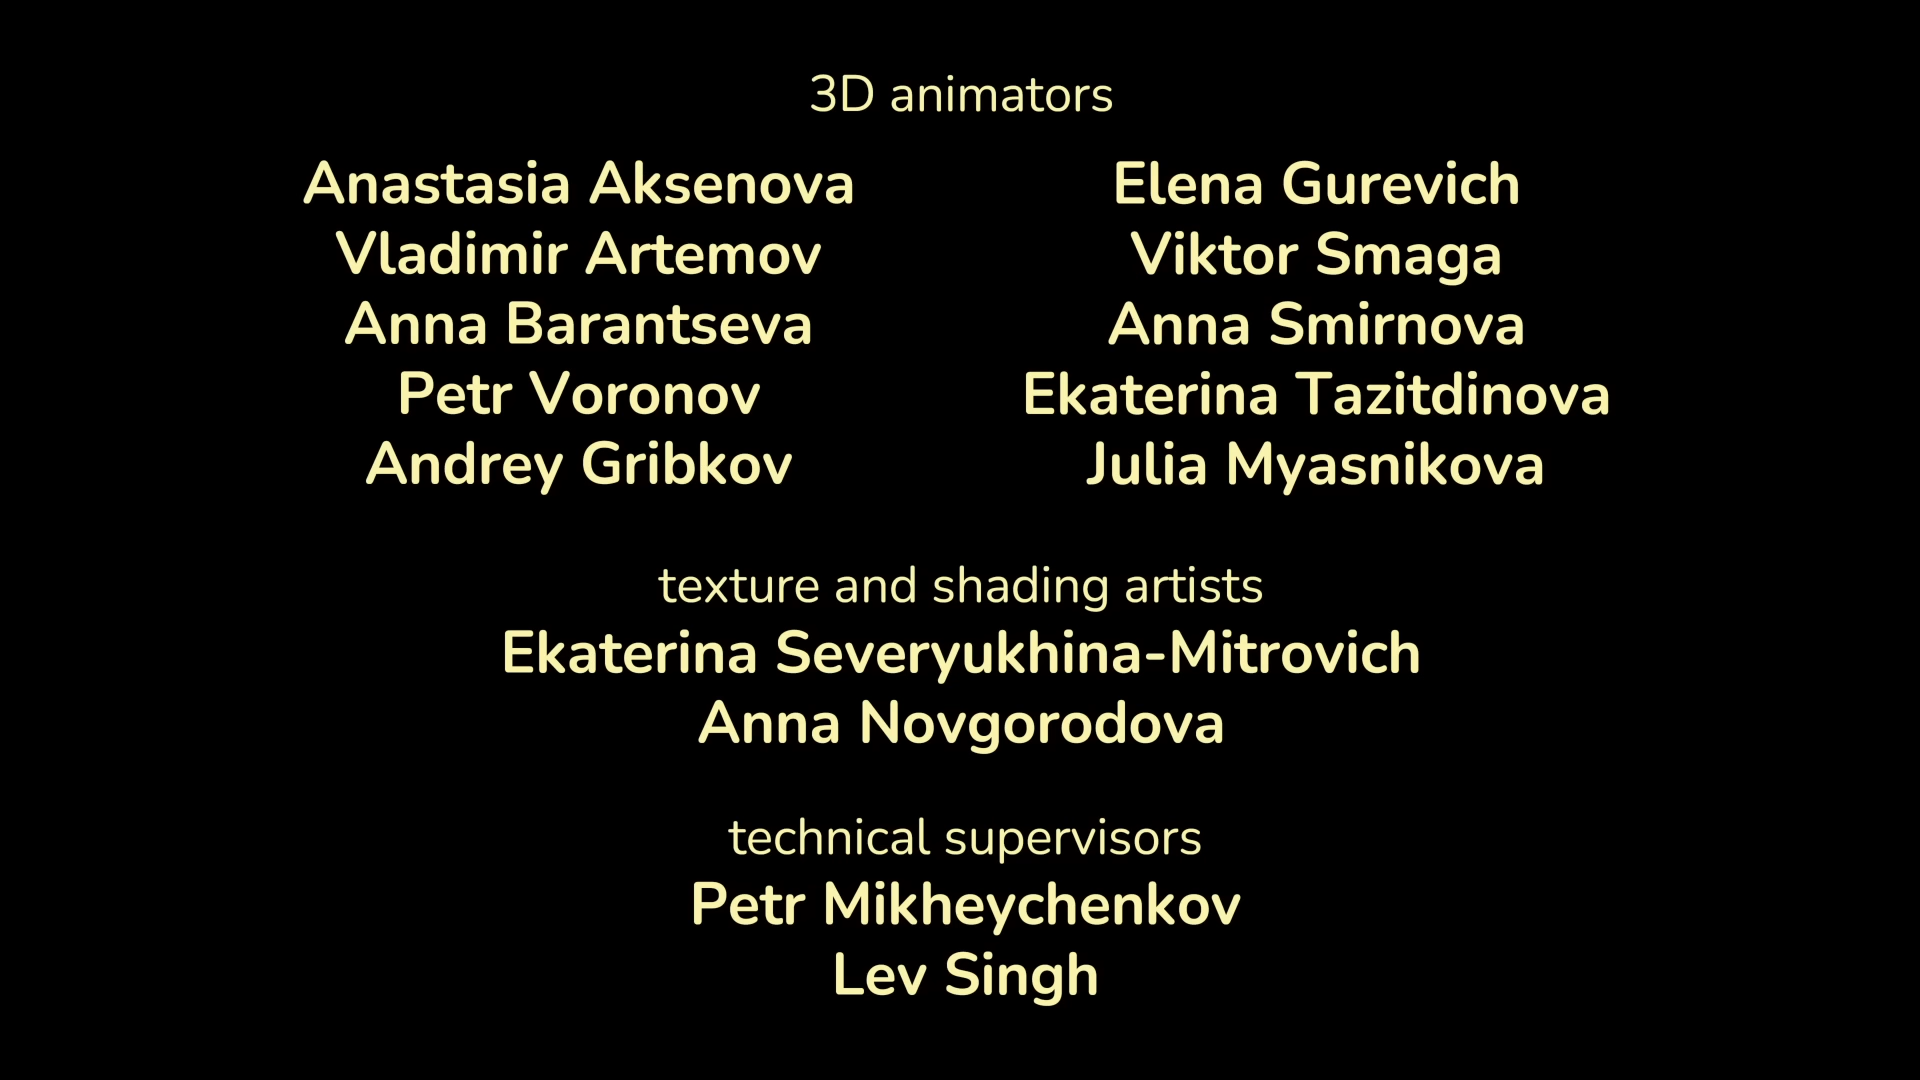 3D animators
Anastasia Aksenova
Vladimir Artemov
Anna Barantseva
Petr Voronov
Andrey Gribkov
Elena Gurevich
Viktor Smaga
Anna Smirnova
Ekaterina Tazitdinova
Julia Myasnikova
texture and shading artists
Ekaterina Severyukhina-Mitrovich
Anna Novgorodova
technical supervisors
Petr Mikheychenkov
Lev Singh